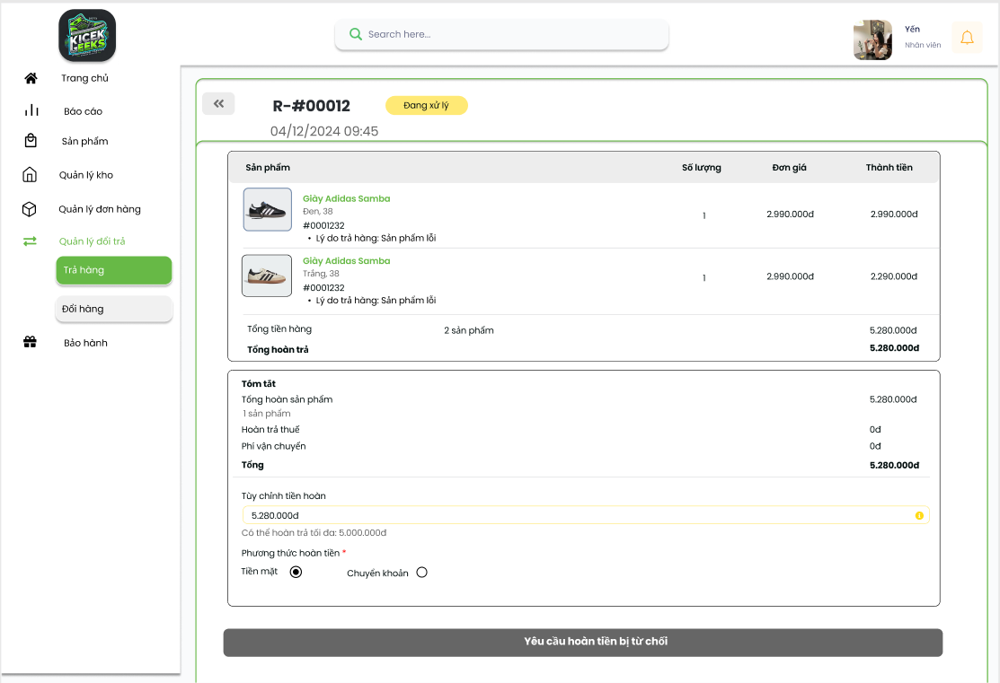 KICEK
GEEKS
Search here...
Yến
Nhân viên
Trang chủ
Báo cáo
Sản phẩm
Quản lý kho
Quản lý đơn hàng
Quản lý đổi trả
Trả hàng
Đổi hàng
Bảo hành
R-#00012
Đang xử lý
04/12/2024 09:45
Sản phẩm Số lượng Đơn giá Thành tiền
Giày Adidas Samba
Đen, 38
#0001232
• Lý do trả hàng: Sản phẩm lỗi
1 2.990.000đ 2.990.000đ
Giày Adidas Samba
Trắng, 38
#0001232
• Lý do trả hàng: Sản phẩm lỗi
1 2.990.000đ 2.290.000đ
Tổng tiền hàng 2 sản phẩm 5.280.000đ
Tổng hoàn trả 5.280.000đ
Tóm tắt
Tổng hoàn sản phẩm 5.280.000đ
1 sản phẩm
Hoàn trả thuế 0đ
Phí vận chuyển 0đ
Tổng 5.280.000đ
Tùy chỉnh tiền hoàn
5.280.000đ
Có thể hoàn trả tối đa: 5.000.000đ
Phương thức hoàn tiền *
Tiền mặt Chuyển khoản
Yêu cầu hoàn tiền bị từ chối